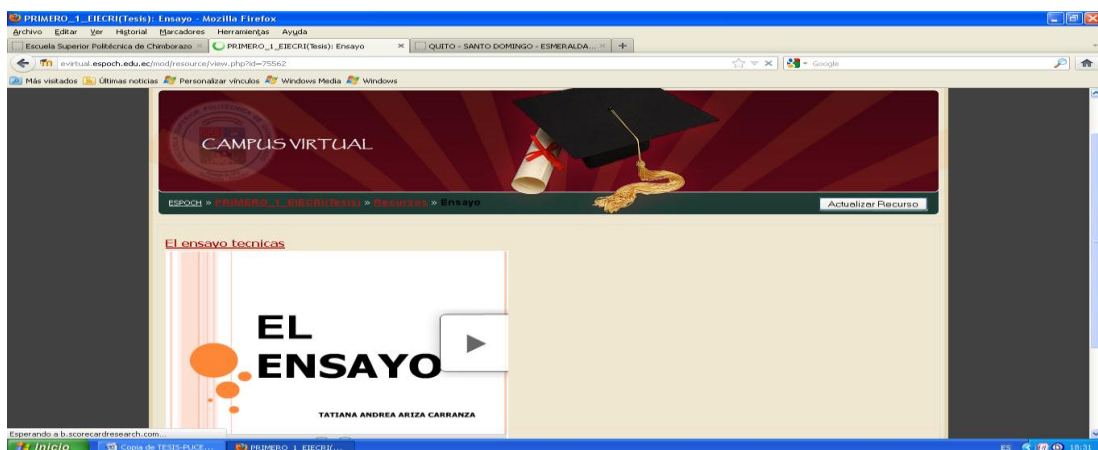 PRIMERO_1_EIECRI(Tesis): Ensayo - Mozilla Firefox
Archivo Editar Ver Historial Marcadores Herramientas Ayuda
Escuela Superior Politécnica de Chimborazo PRIMERO_1_EIECRI(Tesis): Ensayo QUITO - SANTO DOMINGO - ESMERALDA...
evirtual.espoch.edu.ec/mod/resource/view.php?id=75562 Google
Más visitados Últimas noticias Personalizar vínculos Windows Media Windows
CAMPUS VIRTUAL
ESPOCH » PRIMERO_1_EIECRI(Tesis) » Recursos » Ensayo Actualizar Recurso
El ensayo tecnicas
EL
ENSAYO
TATIANA ANDREA ARIZA CARRANZA
Esperando a b.scorecardresearch.com...
Inicio Copia de TESIS-PUCE... PRIMERO_1_EIECRI(... ES 18:31